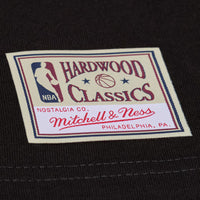 HARDWOOD
NBA
CLASSICS
NOSTALGIA CO.
Mitchell & Ness
PHILADELPHIA, PA